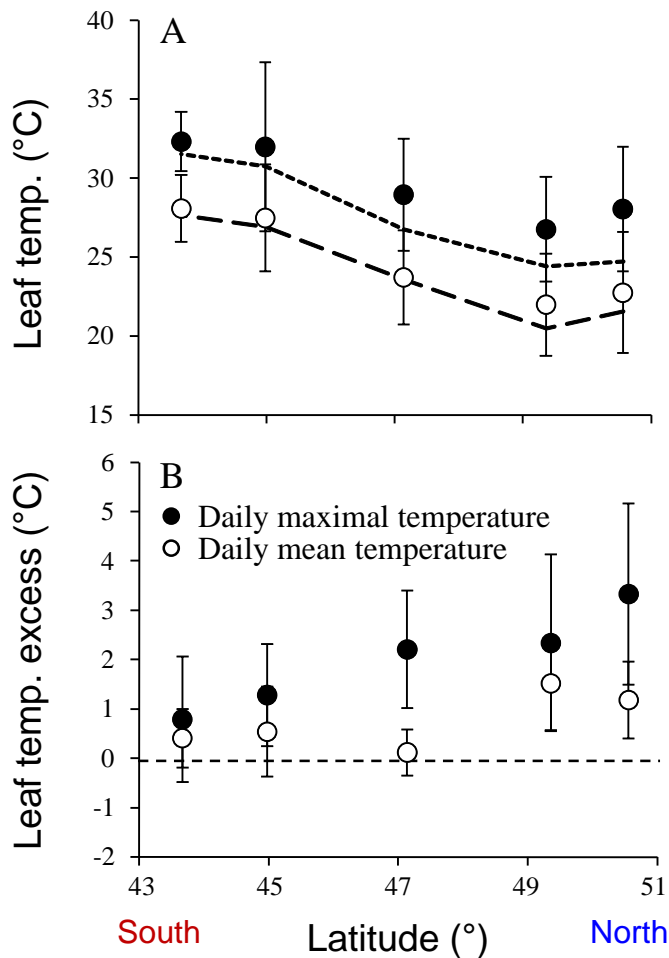 A
40
35
30
25
20
15
Leaf temp. (°C)
B
Daily maximal temperature
Daily mean temperature
6
5
4
3
2
1
0
-1
-2
Leaf temp. excess (°C)
43 45 47 49 51
South Latitude (°) North